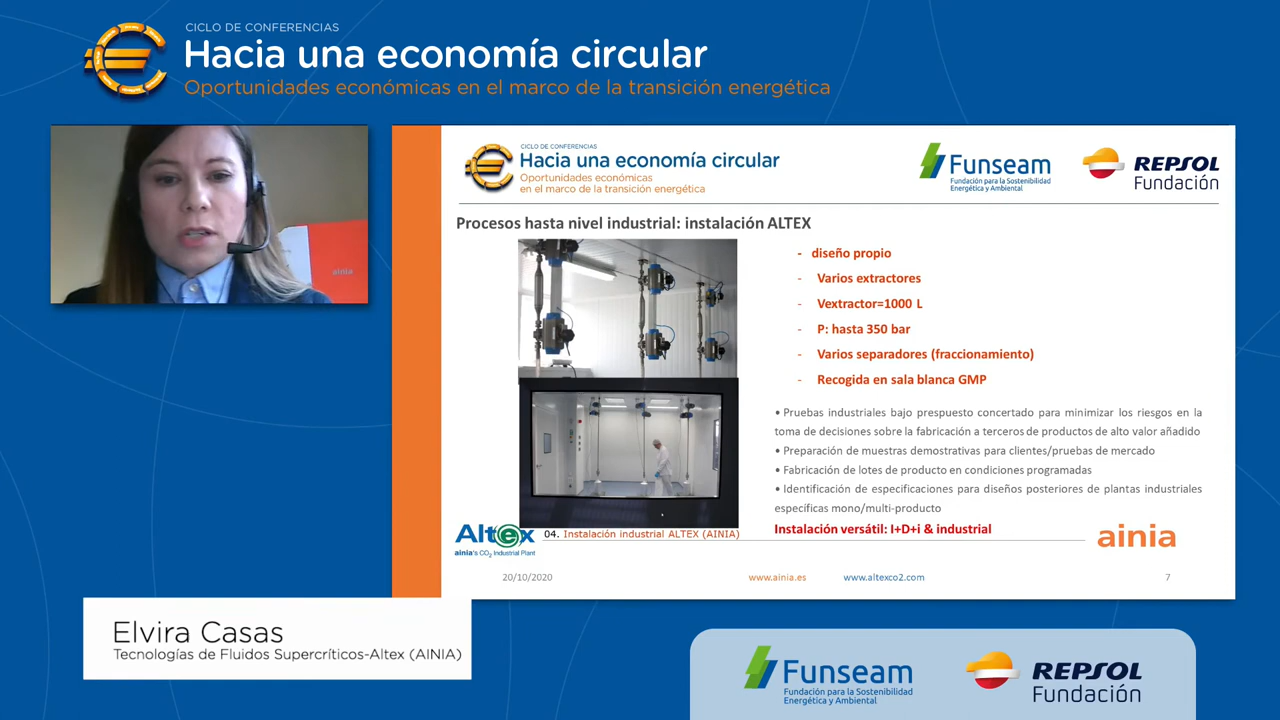 CICLO DE CONFERENCIAS
Hacia una economía circular
Oportunidades económicas en el marco de la transición energética
ainia
CICLO DE CONFERENCIAS
Hacia una economía circular
Oportunidades económicas
en el marco de la transición energética
Funseam
Fundación para la Sostenibilidad
Energética y Ambiental
REPSOL
Fundación
Procesos hasta nivel industrial: instalación ALTEX
- diseño propio
- Varios extractores
- Vextractor=1000 L
- P: hasta 350 bar
- Varios separadores (fraccionamiento)
- Recogida en sala blanca GMP
• Pruebas industriales bajo prespuesto concertado para minimizar los riesgos en la
toma de decisiones sobre la fabricación a terceros de productos de alto valor añadido
• Preparación de muestras demostrativas para clientes/pruebas de mercado
• Fabricación de lotes de producto en condiciones programadas
• Identificación de especificaciones para diseños posteriores de plantas industriales
específicas mono/multi-producto
Instalación versátil: I+D+i & industrial
Altex
ainia's CO2 Industrial Plant
04. Instalación industrial ALTEX (AINIA)
ainia
20/10/2020
www.ainia.es
www.altexco2.com
7
Elvira Casas
Tecnologías de Fluidos Supercríticos-Altex (AINIA)
Funseam
Fundación para la Sostenibilidad
Energética y Ambiental
REPSOL
Fundación